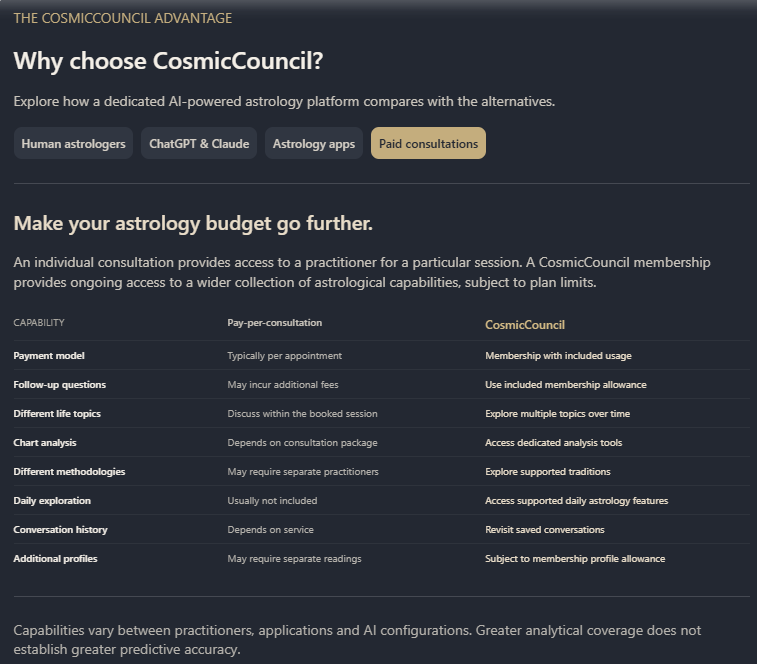 THE COSMICCOUNCIL ADVANTAGE
Why choose CosmicCouncil?
Explore how a dedicated AI-powered astrology platform compares with the alternatives.
Human astrologers ChatGPT & Claude Astrology apps Paid consultations
Make your astrology budget go further.
An individual consultation provides access to a practitioner for a particular session. A CosmicCouncil membership
provides ongoing access to a wider collection of astrological capabilities, subject to plan limits.
CAPABILITY Pay-per-consultation CosmicCouncil
Payment model Typically per appointment Membership with included usage
Follow-up questions May incur additional fees Use included membership allowance
Different life topics Discuss within the booked session Explore multiple topics over time
Chart analysis Depends on consultation package Access dedicated analysis tools
Different methodologies May require separate practitioners Explore supported traditions
Daily exploration Usually not included Access supported daily astrology features
Conversation history Depends on service Revisit saved conversations
Additional profiles May require separate readings Subject to membership profile allowance
Capabilities vary between practitioners, applications and AI configurations. Greater analytical coverage does not
establish greater predictive accuracy.